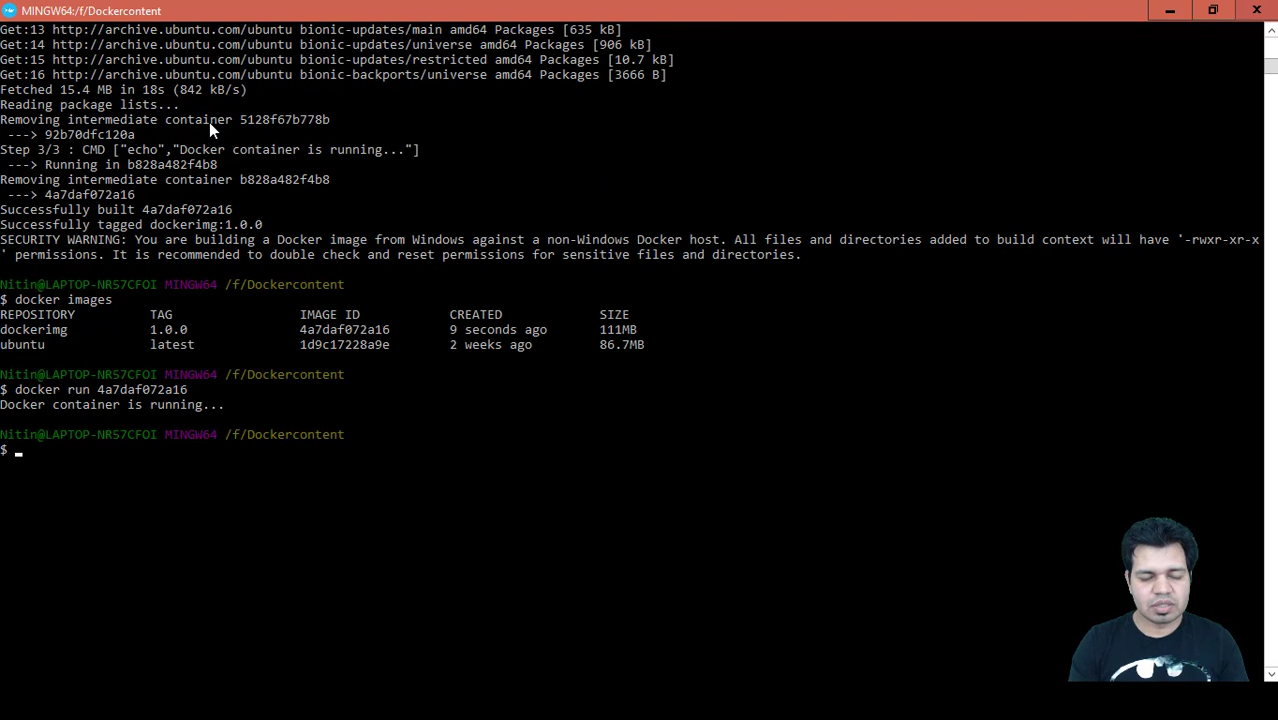 MINGW64:/f/Dockercontent
Get:13 http://archive.ubuntu.com/ubuntu bionic-updates/main amd64 Packages [635 kB]
Get:14 http://archive.ubuntu.com/ubuntu bionic-updates/universe amd64 Packages [906 kB]
Get:15 http://archive.ubuntu.com/ubuntu bionic-updates/restricted amd64 Packages [10.7 kB]
Get:16 http://archive.ubuntu.com/ubuntu bionic-backports/universe amd64 Packages [3666 B]
Fetched 15.4 MB in 18s (842 kB/s)
Reading package lists...
Removing intermediate container 5128f67b778b
 ---> 92b70dfc120a
Step 3/3 : CMD ["echo","Docker container is running..."]
 ---> Running in b828a482f4b8
Removing intermediate container b828a482f4b8
 ---> 4a7daf072a16
Successfully built 4a7daf072a16
Successfully tagged dockerimg:1.0.0
SECURITY WARNING: You are building a Docker image from Windows against a non-Windows Docker host. All files and directories added to build context will have '-rwxr-xr-x
' permissions. It is recommended to double check and reset permissions for sensitive files and directories.
Nitin@LAPTOP-NR57CFOI MINGW64 /f/Dockercontent
$ docker images
REPOSITORY TAG IMAGE ID CREATED SIZE
dockerimg 1.0.0 4a7daf072a16 9 seconds ago 111MB
ubuntu latest 1d9c17228a9e 2 weeks ago 86.7MB
Nitin@LAPTOP-NR57CFOI MINGW64 /f/Dockercontent
$ docker run 4a7daf072a16
Docker container is running...
Nitin@LAPTOP-NR57CFOI MINGW64 /f/Dockercontent
$